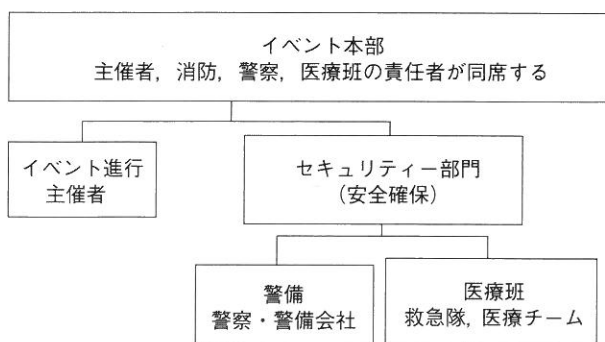 イベント本部
主催者，消防，警察，医療班の責任者が同席する
イベント進行
主催者
セキュリティー部門
（安全確保）
警備
警察・警備会社
医療班
救急隊，医療チーム